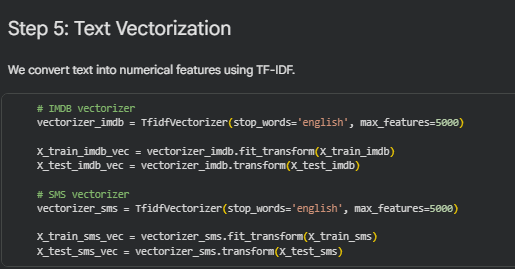 Step 5: Text Vectorization
We convert text into numerical features using TF-IDF.
# IMDB vectorizer
vectorizer_imdb = TfidfVectorizer(stop_words='english', max_features=5000)
X_train_imdb_vec = vectorizer_imdb.fit_transform(X_train_imdb)
X_test_imdb_vec = vectorizer_imdb.transform(X_test_imdb)
# SMS vectorizer
vectorizer_sms = TfidfVectorizer(stop_words='english', max_features=5000)
X_train_sms_vec = vectorizer_sms.fit_transform(X_train_sms)
X_test_sms_vec = vectorizer_sms.transform(X_test_sms)